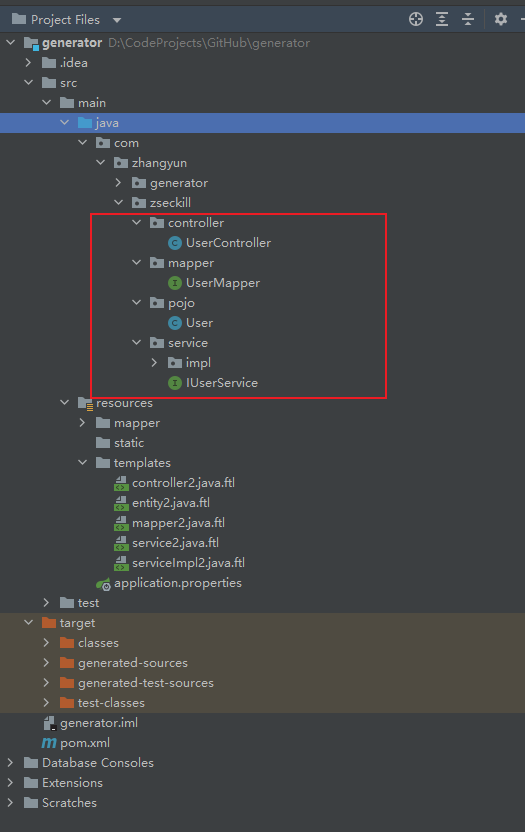 Project Files
generator D:\CodeProjects\GitHub\generator
.idea
src
main
java
com
zhangyun
generator
zseckill
controller
UserController
mapper
UserMapper
pojo
User
service
impl
IUserService
resources
mapper
static
templates
controller2.java.ftl
entity2.java.ftl
mapper2.java.ftl
service2.java.ftl
serviceImpl2.java.ftl
application.properties
test
target
classes
generated-sources
generated-test-sources
test-classes
generator.iml
pom.xml
Database Consoles
Extensions
Scratches